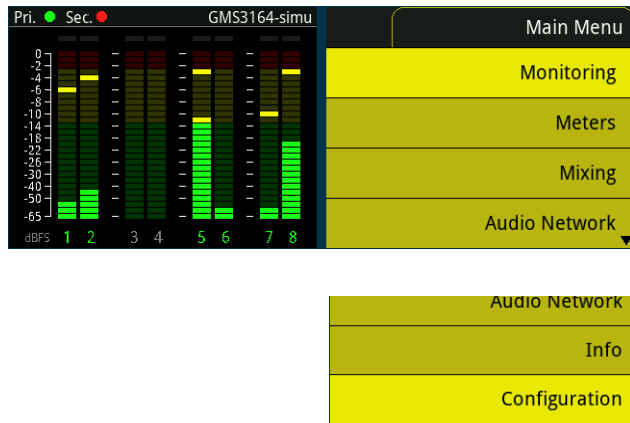 Pri. Sec. GMS3164-simu
0
-2
-4
-6
-8
-10
-14
-18
-22
-26
-30
-40
-50
-65
dBFS 1 2 3 4 5 6 7 8
Main Menu
Monitoring
Meters
Mixing
Audio Network
Audio Network
Info
Configuration